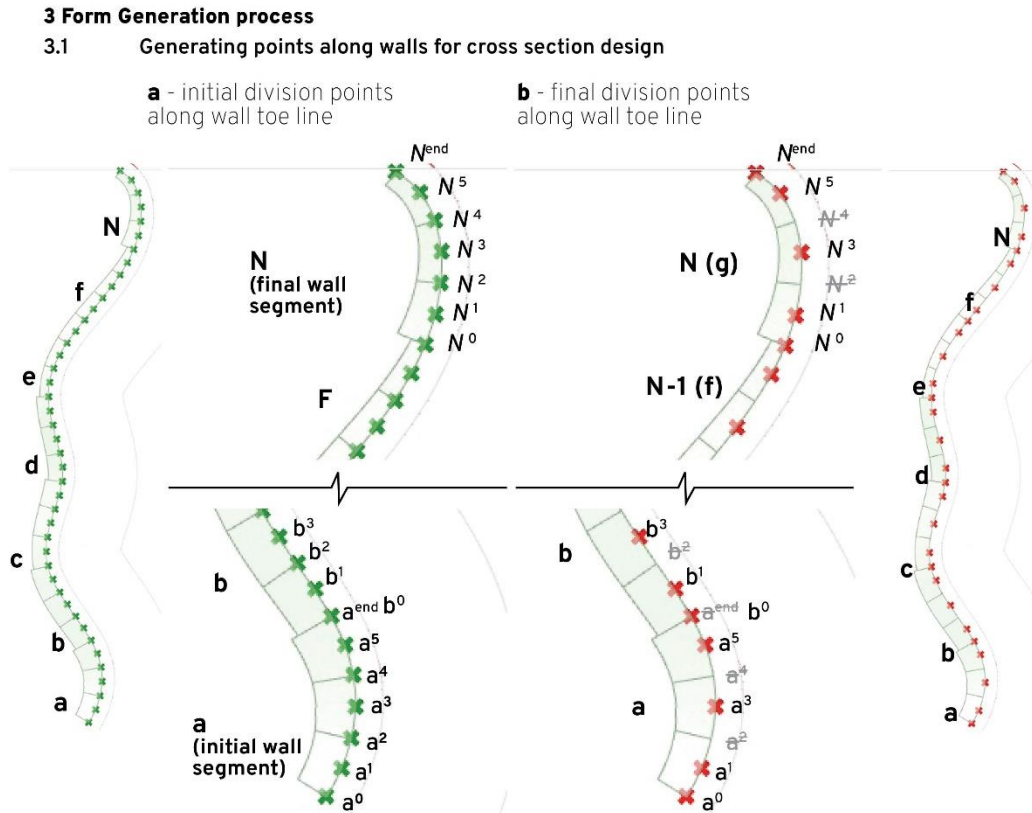 3 Form Generation process
3.1 Generating points along walls for cross section design
a - initial division points
along wall toe line
b - final division points
along wall toe line
N
f
e
d
c
b
a
Nend
N5
N4
N3
N2
N1
N0
N
(final wall
segment)
F
b3
b2
b1
aend b0
a5
a4
a3
a2
a1
a0
b
a
(initial wall
segment)
Nend
N5
N4
N3
N2
N1
N0
N (g)
N-1 (f)
b3
b2
b1
aend b0
a5
a4
a3
a2
a1
a0
b
a
N
f
e
d
c
b
a